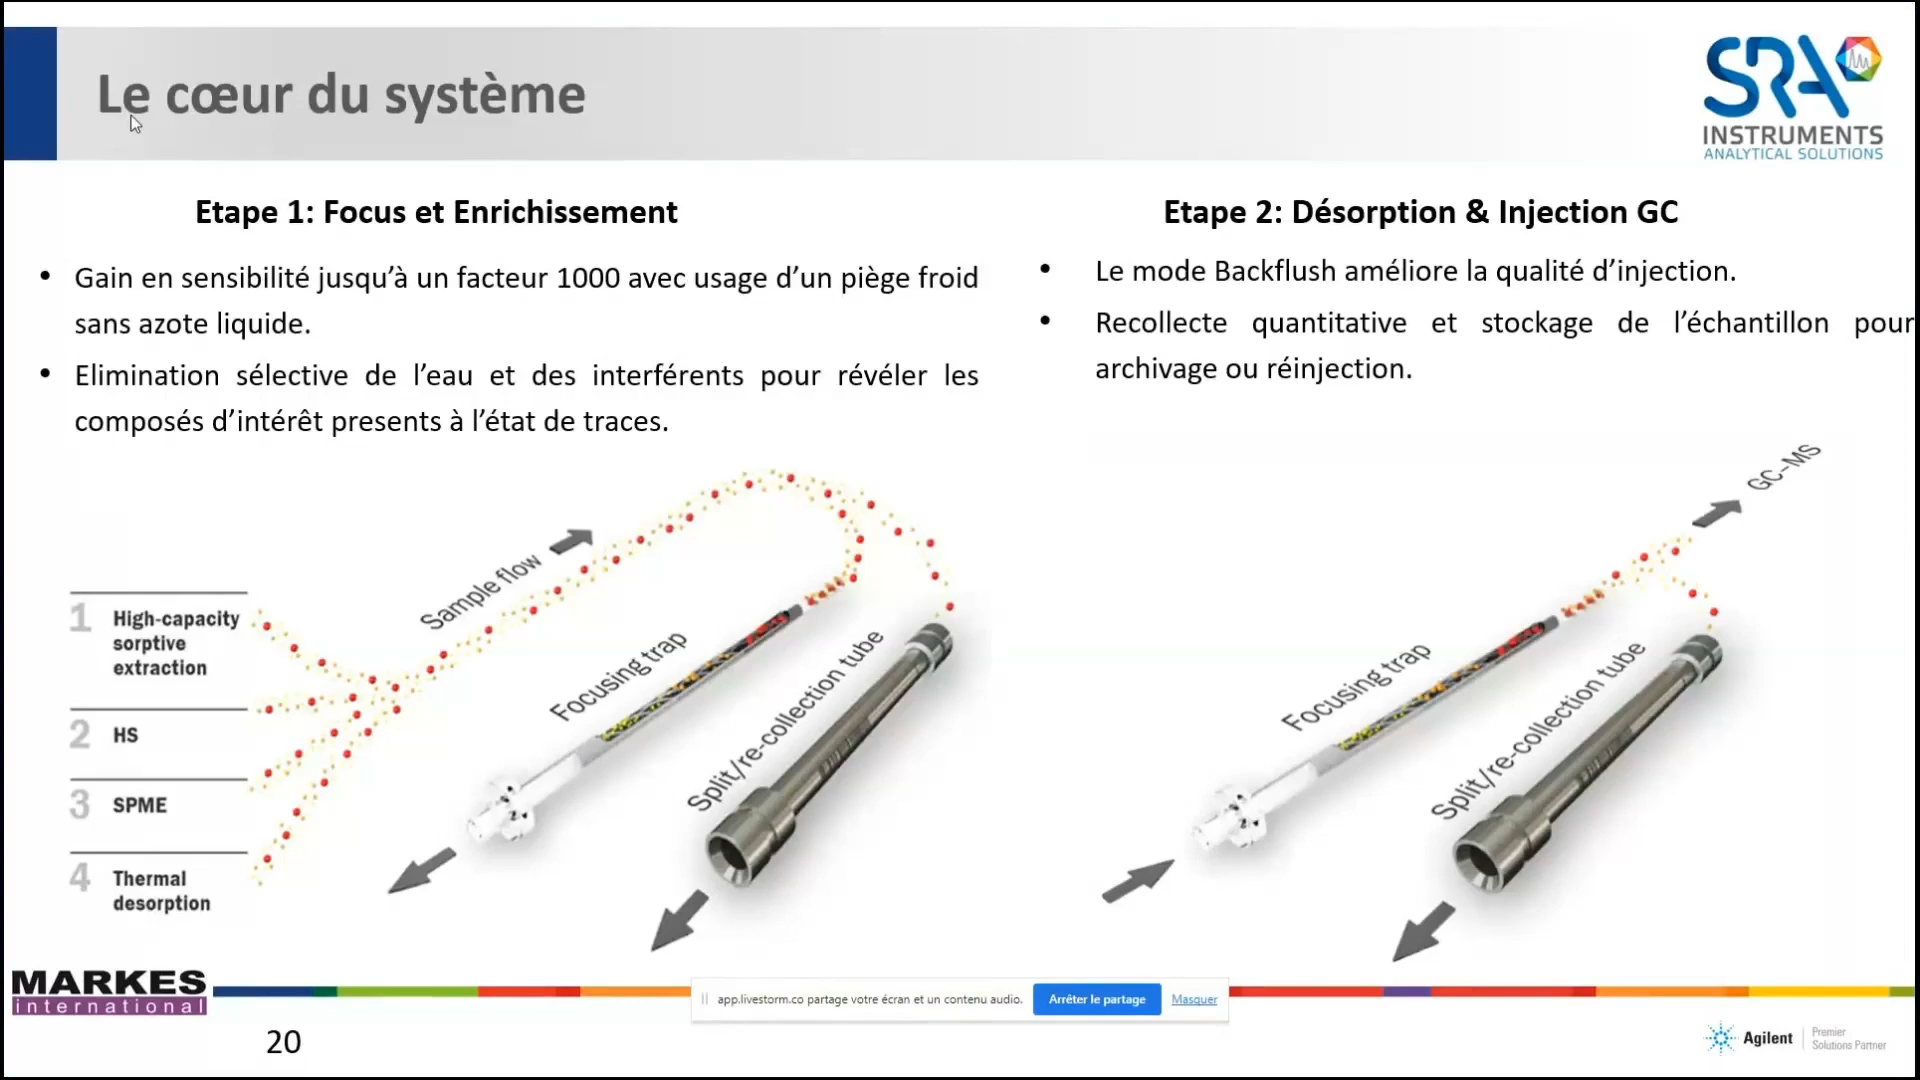 Le cœur du système
SRA
INSTRUMENTS
ANALYTICAL SOLUTIONS
Etape 1: Focus et Enrichissement
• Gain en sensibilité jusqu’à un facteur 1000 avec usage d’un piège froid
sans azote liquide.
• Elimination sélective de l’eau et des interférents pour révéler les
composés d’intérêt presents à l’état de traces.
Etape 2: Désorption & Injection GC
• Le mode Backflush améliore la qualité d’injection.
• Recollecte quantitative et stockage de l’échantillon pour
archivage ou réinjection.
1 High-capacity
sorptive
extraction
2 HS
3 SPME
4 Thermal
desorption
Sample flow
Focusing trap
Split/re-collection tube
GC–MS
Focusing trap
Split/re-collection tube
MARKES
international
app.livestorm.co partage votre écran et un contenu audio.
Arrêter le partage
Masquer
20
Agilent
Premier
Solutions Partner